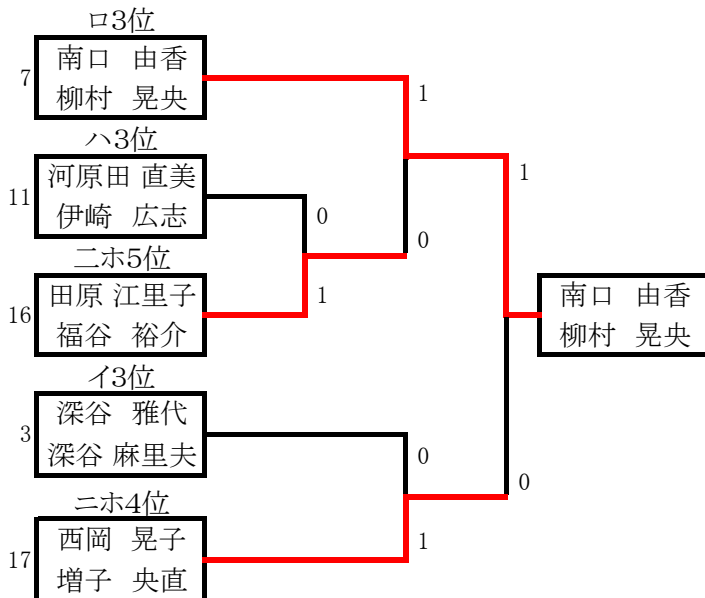 ロ3位
7
南口 由香
柳村 晃央
1
ハ3位
11
河原田 直美
伊崎 広志
0
1
0
ニホ5位
16
田原 江里子
福谷 裕介
1
南口 由香
柳村 晃央
イ3位
3
深谷 雅代
深谷 麻里夫
0
0
ニホ4位
17
西岡 晃子
増子 央直
1